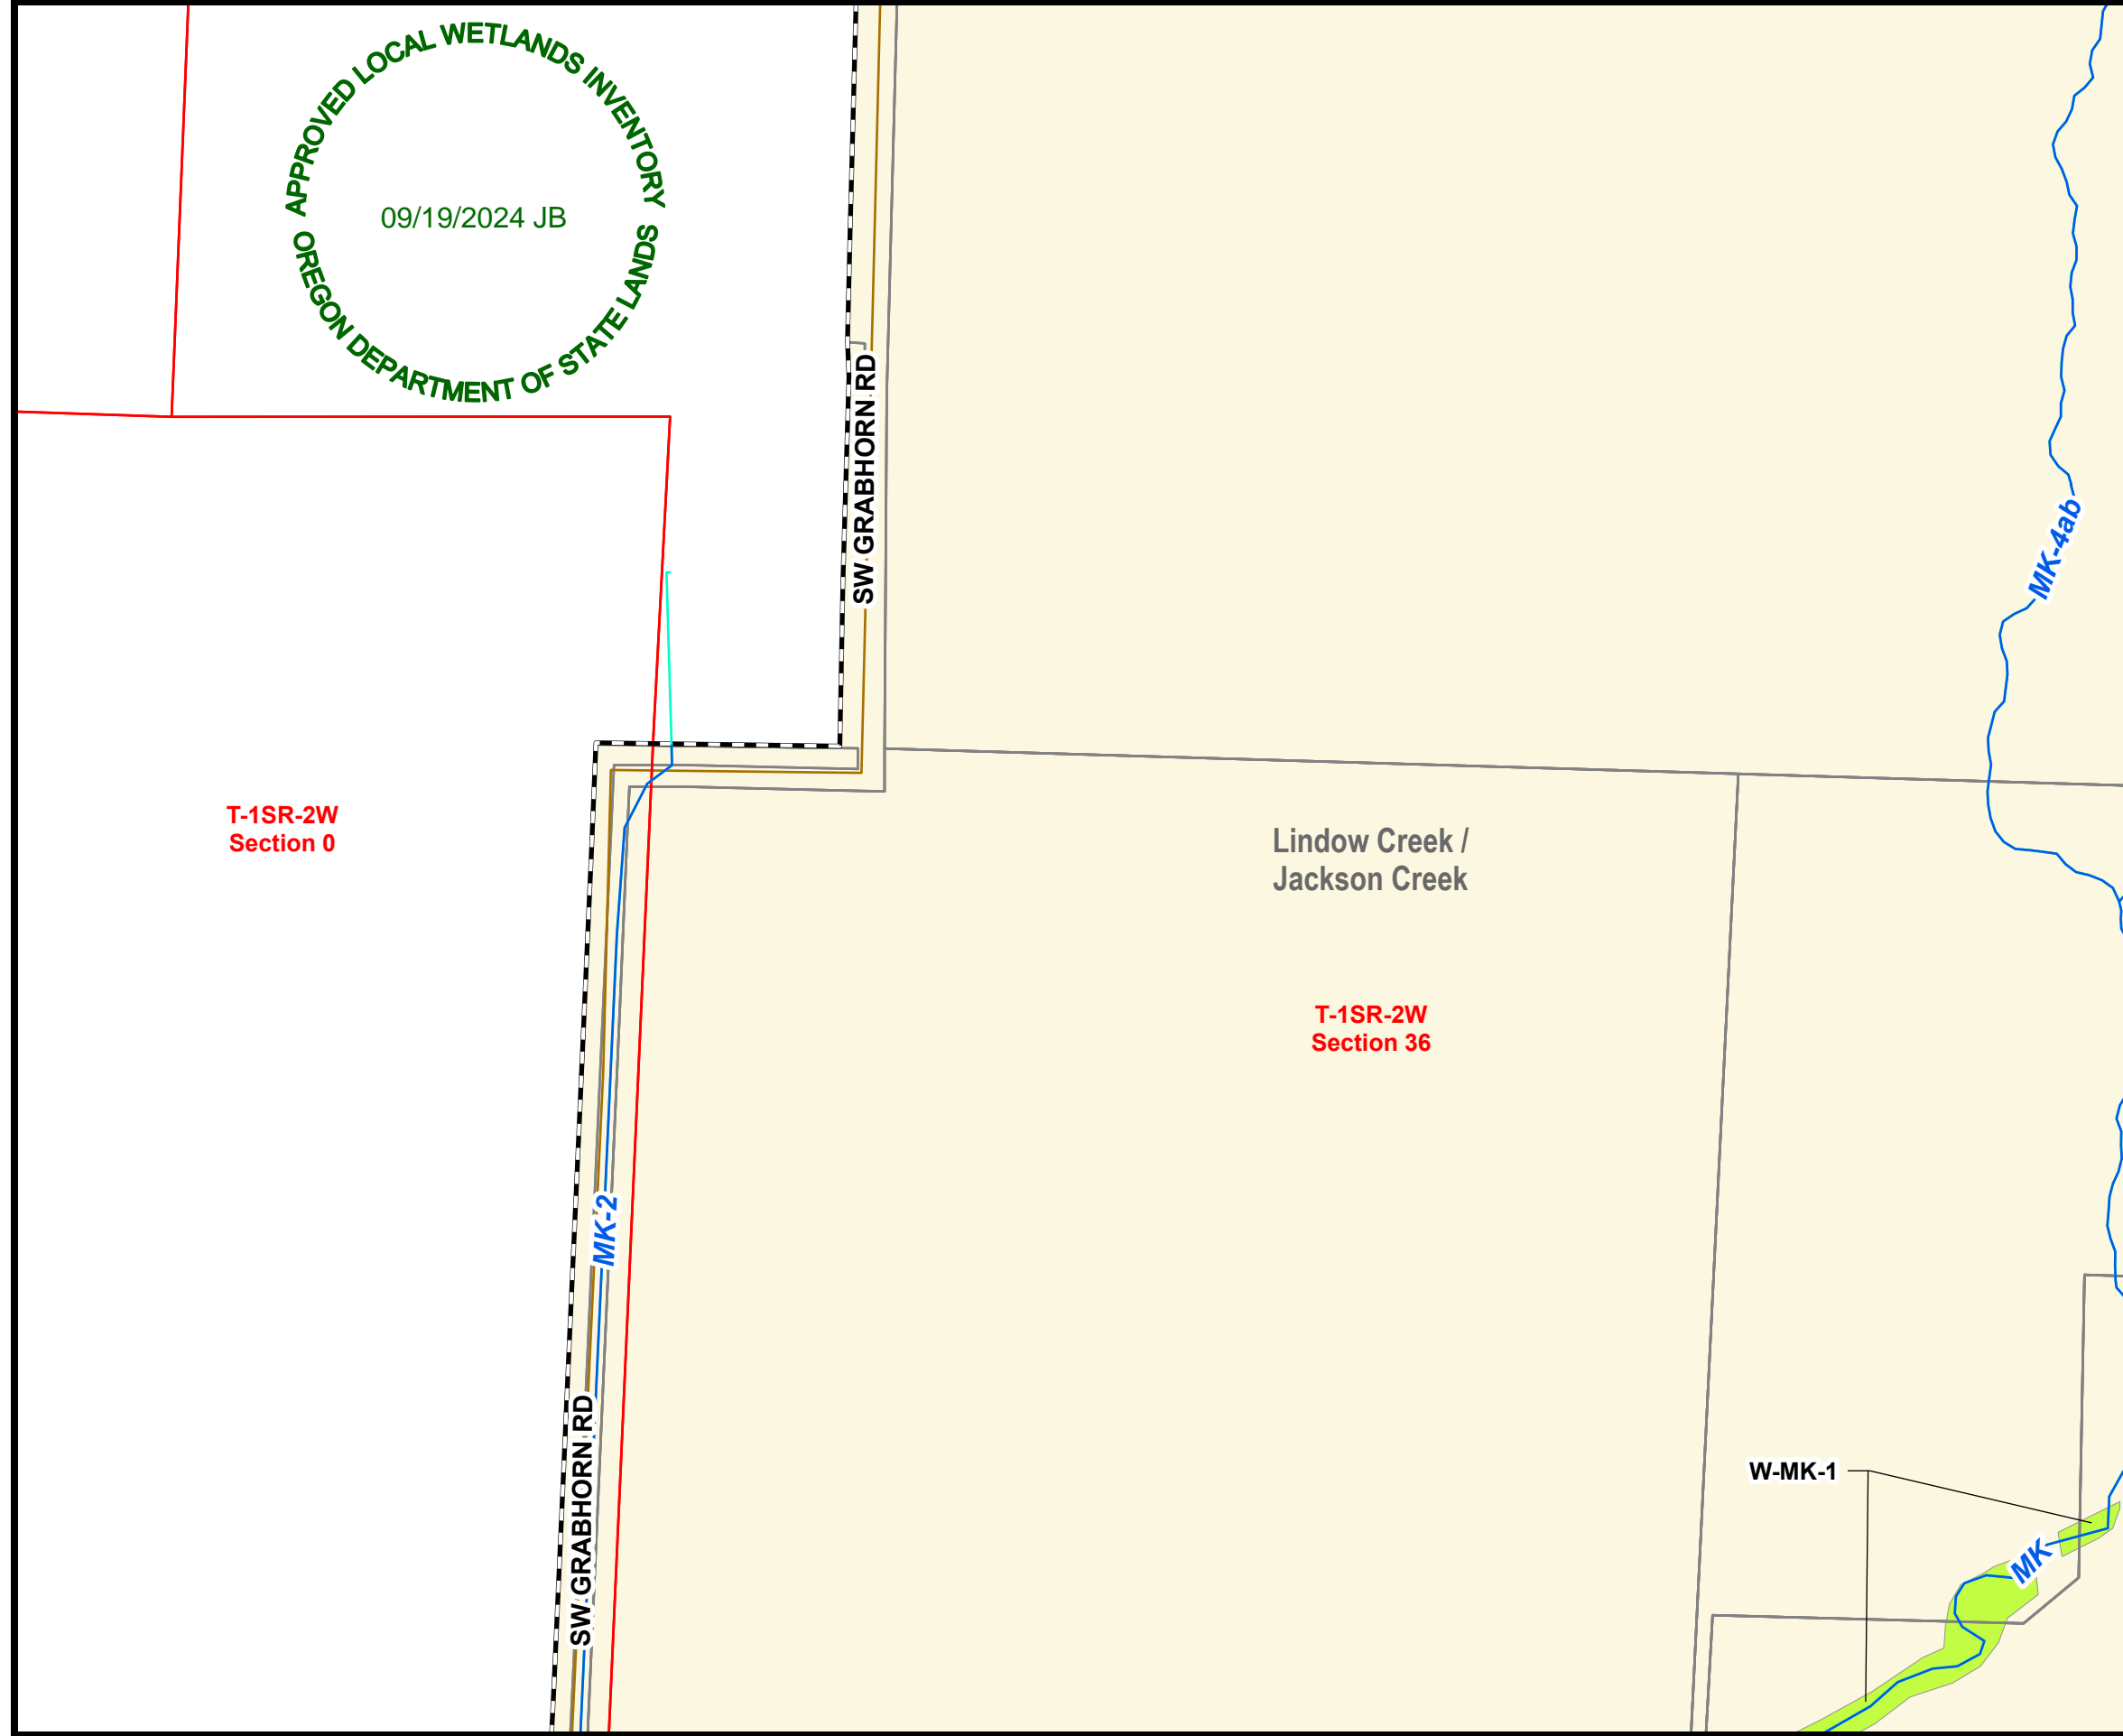 APPROVED LOCAL WETLANDS INVENTORY
09/19/2024 JB
OREGON DEPARTMENT OF STATE LANDS
SW GRABHORN RD
MK-4ab
T-1SR-2W
Section 0
Lindow Creek /
Jackson Creek
T-1SR-2W
Section 36
MK-2
SW GRABHORN RD
W-MK-1
MK